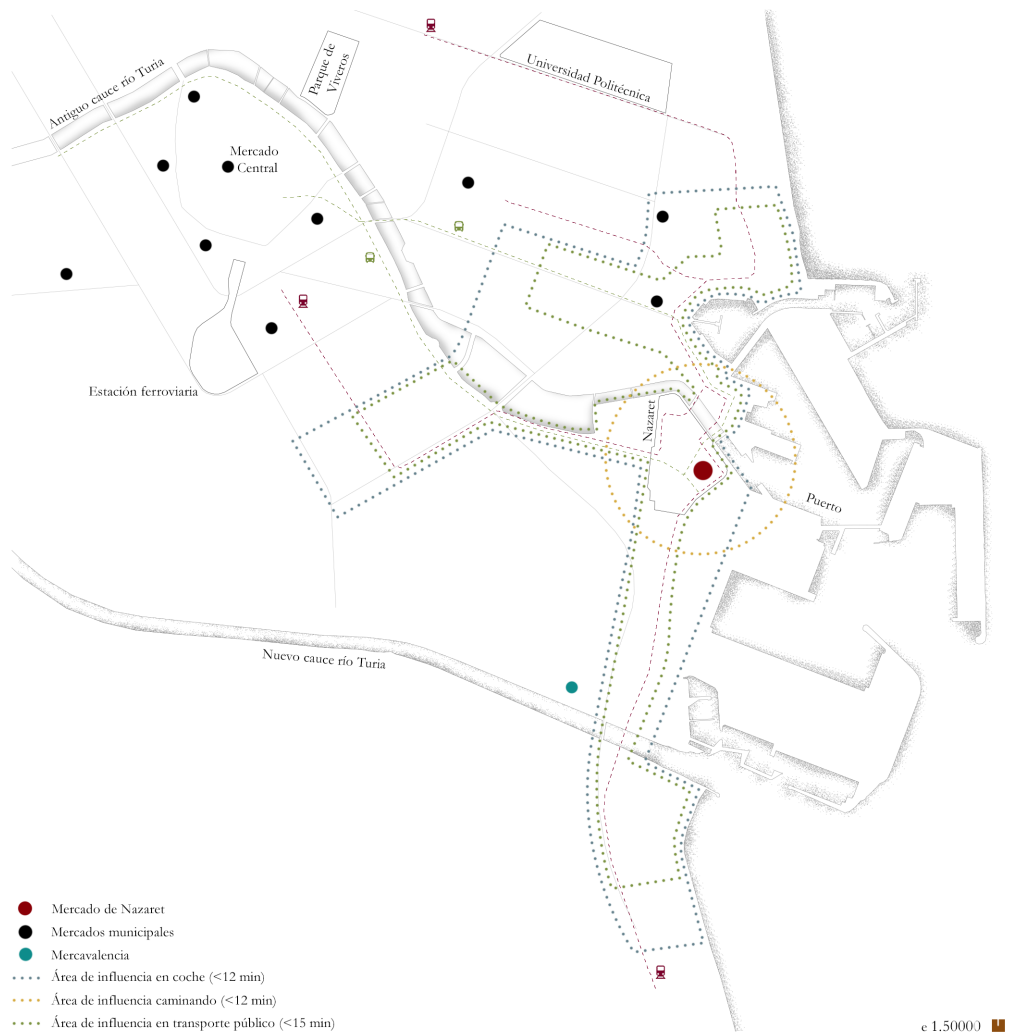 Antiguo cauce río Turia
Parque de
Viveros
Universidad Politécnica
Mercado
Central
Estación ferroviaria
Nazaret
Puerto
Nuevo cauce río Turia
Mercado de Nazaret
Mercados municipales
Mercavalencia
Área de influencia en coche (<12 min)
Área de influencia caminando (<12 min)
Área de influencia en transporte público (<15 min)
e 1.50000